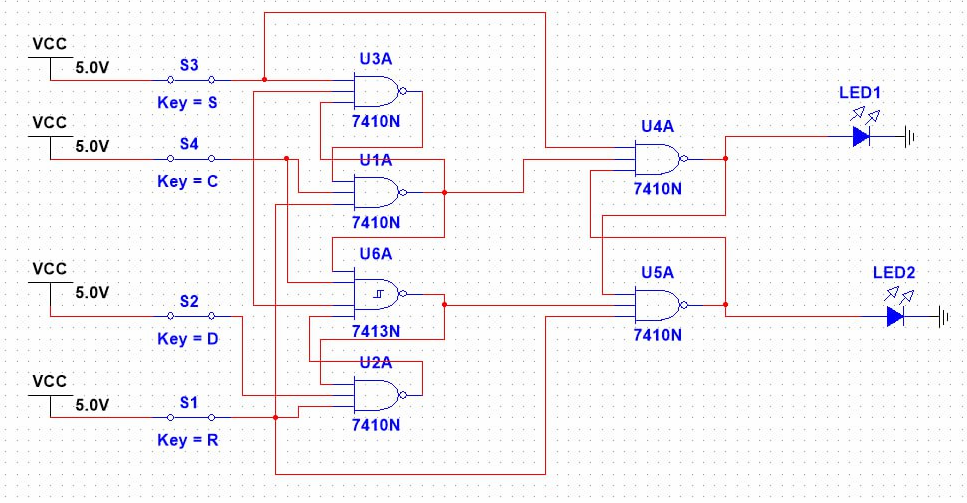 VCC
5.0V
S3
Key = S
U3A
7410N
LED1
VCC
5.0V
S4
Key = C
U1A
7410N
U4A
7410N
U6A
7413N
VCC
5.0V
S2
Key = D
U5A
7410N
LED2
U2A
7410N
VCC
5.0V
S1
Key = R